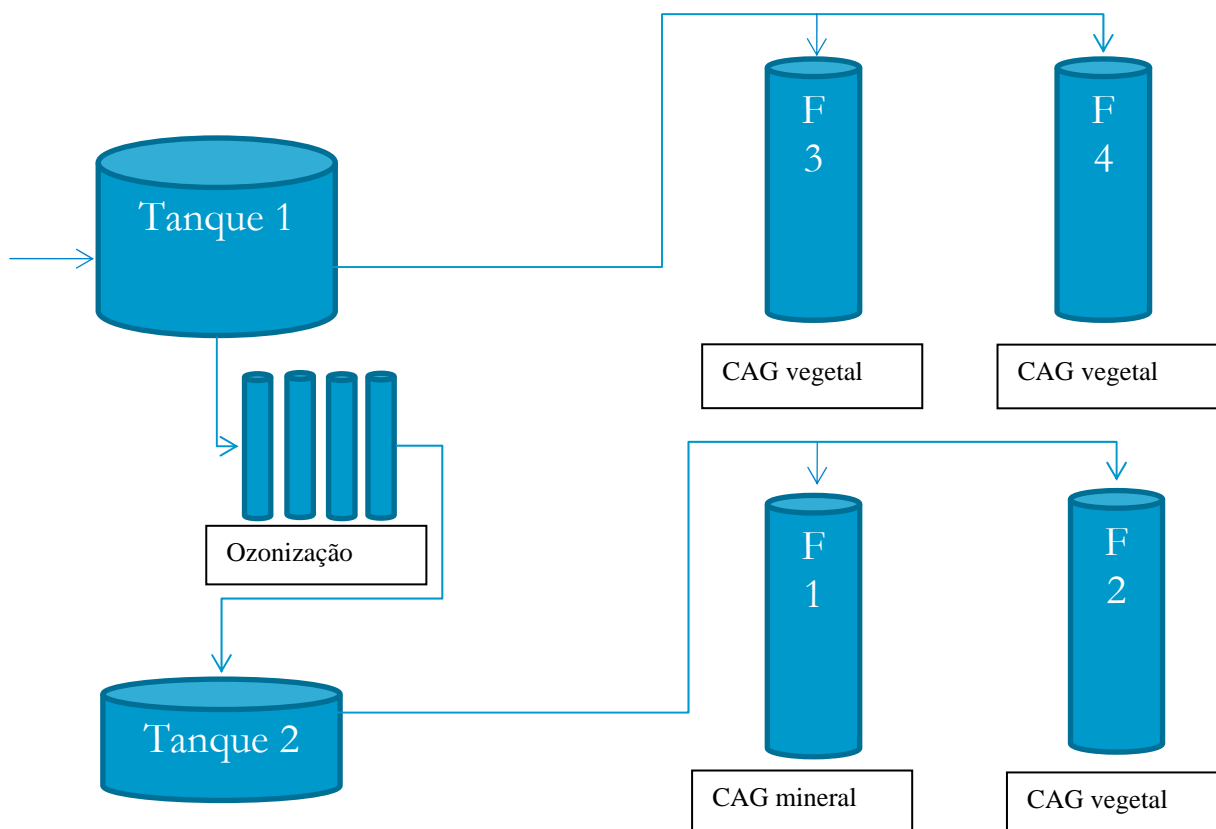 F
3
F
4
Tanque 1
CAG vegetal
CAG vegetal
Ozonização
F
1
F
2
Tanque 2
CAG mineral
CAG vegetal